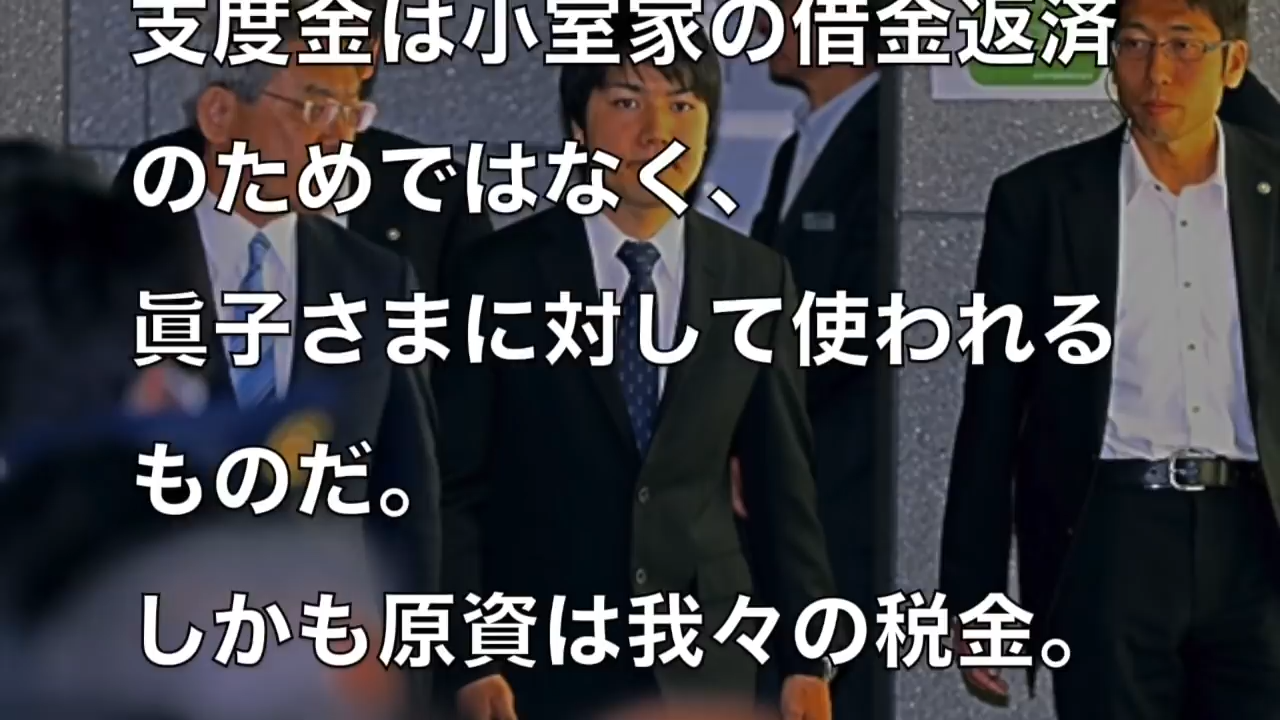 支度金は小室家の借金返済
のためではなく、
眞子さまに対して使われる
ものだ。
しかも原資は我々の税金。